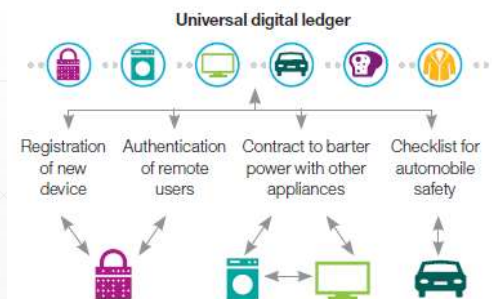 Universal digital ledger
Registration
of new
device
Authentication
of remote
users
Contract to barter
power with other
appliances
Checklist for
automobile
safety